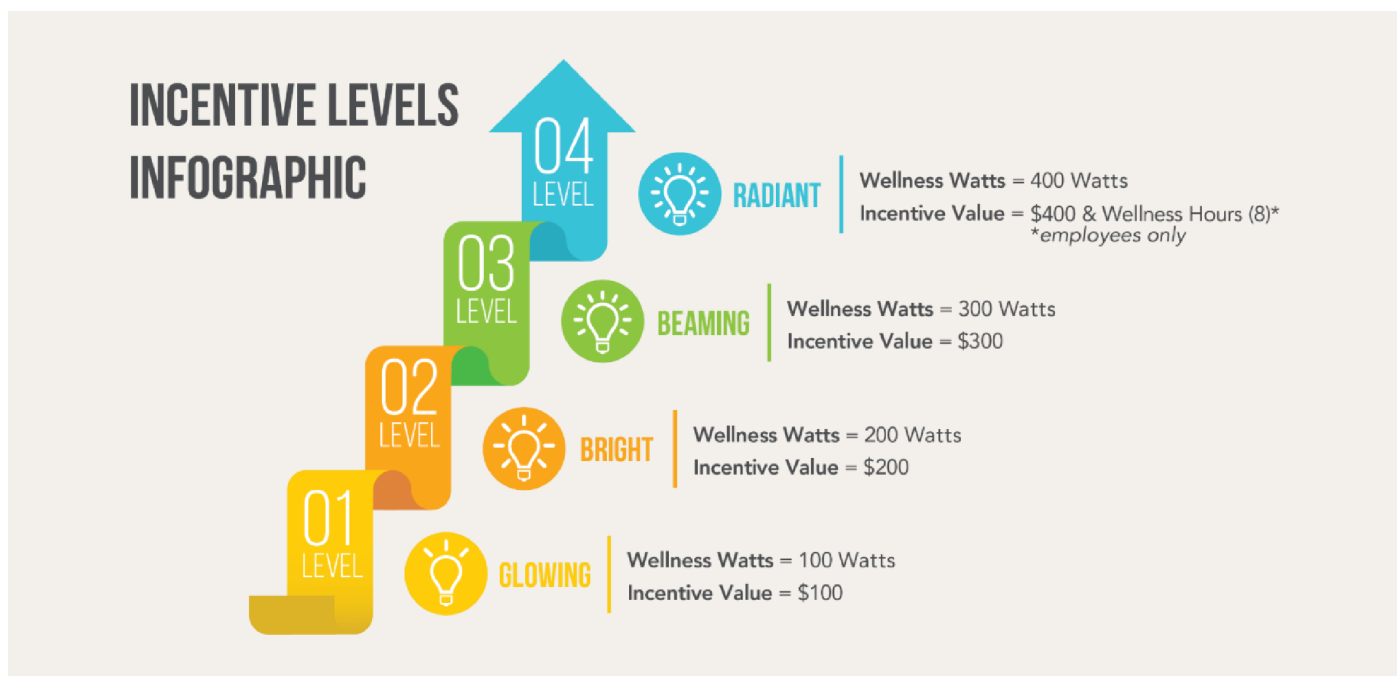 INCENTIVE LEVELS
INFOGRAPHIC
04
LEVEL
RADIANT
Wellness Watts = 400 Watts
Incentive Value = $400 & Wellness Hours (8)*
*employees only
03
LEVEL
BEAMING
Wellness Watts = 300 Watts
Incentive Value = $300
02
LEVEL
BRIGHT
Wellness Watts = 200 Watts
Incentive Value = $200
01
LEVEL
GLOWING
Wellness Watts = 100 Watts
Incentive Value = $100